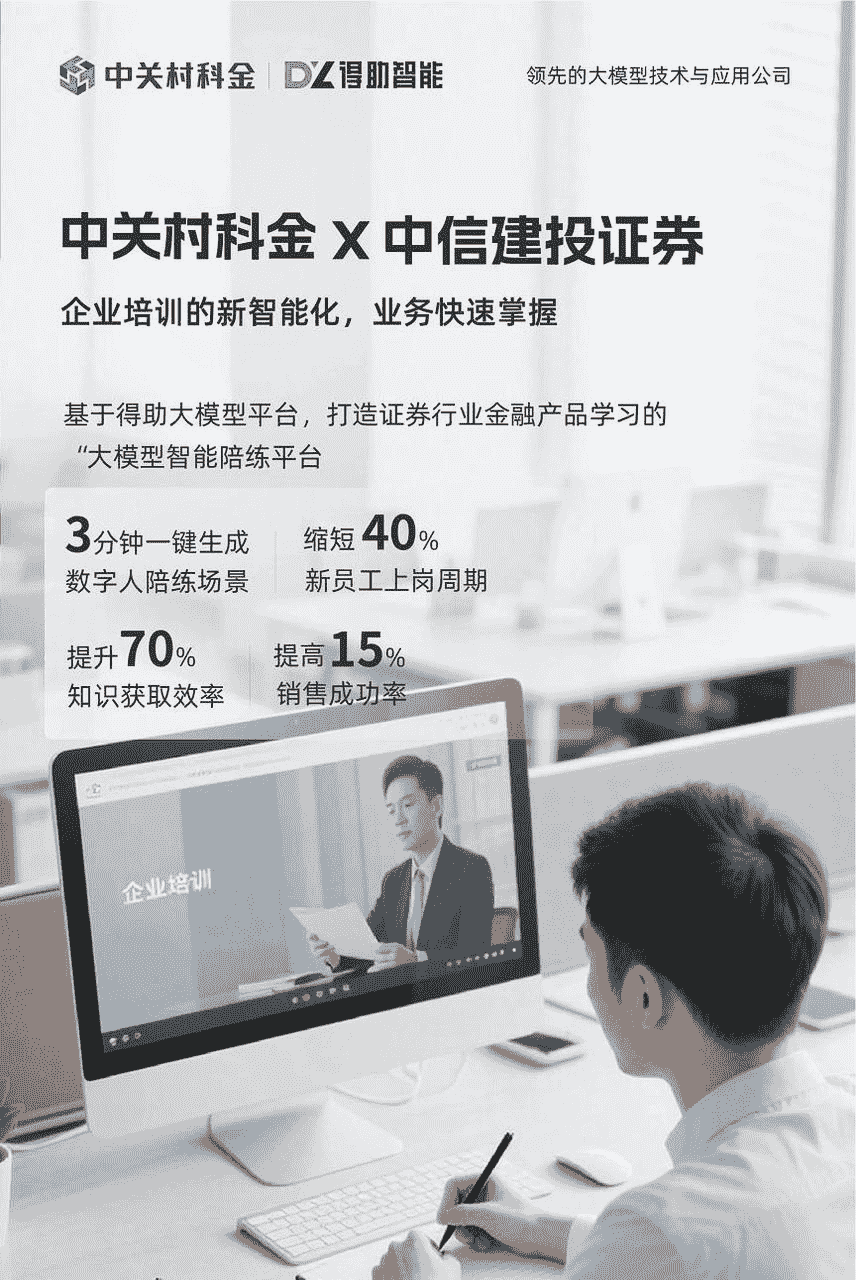 中关村科金 | DZ得助智能
领先的大模型技术与应用公司
中关村科金 X 中信建投证券
企业培训的新智能化，业务快速掌握
基于得助大模型平台，打造证券行业金融产品学习的
“大模型智能陪练平台
3分钟一键生成
数字人陪练场景
缩短 40%
新员工上岗周期
提升70%
知识获取效率
提高15%
销售成功率
企业培训